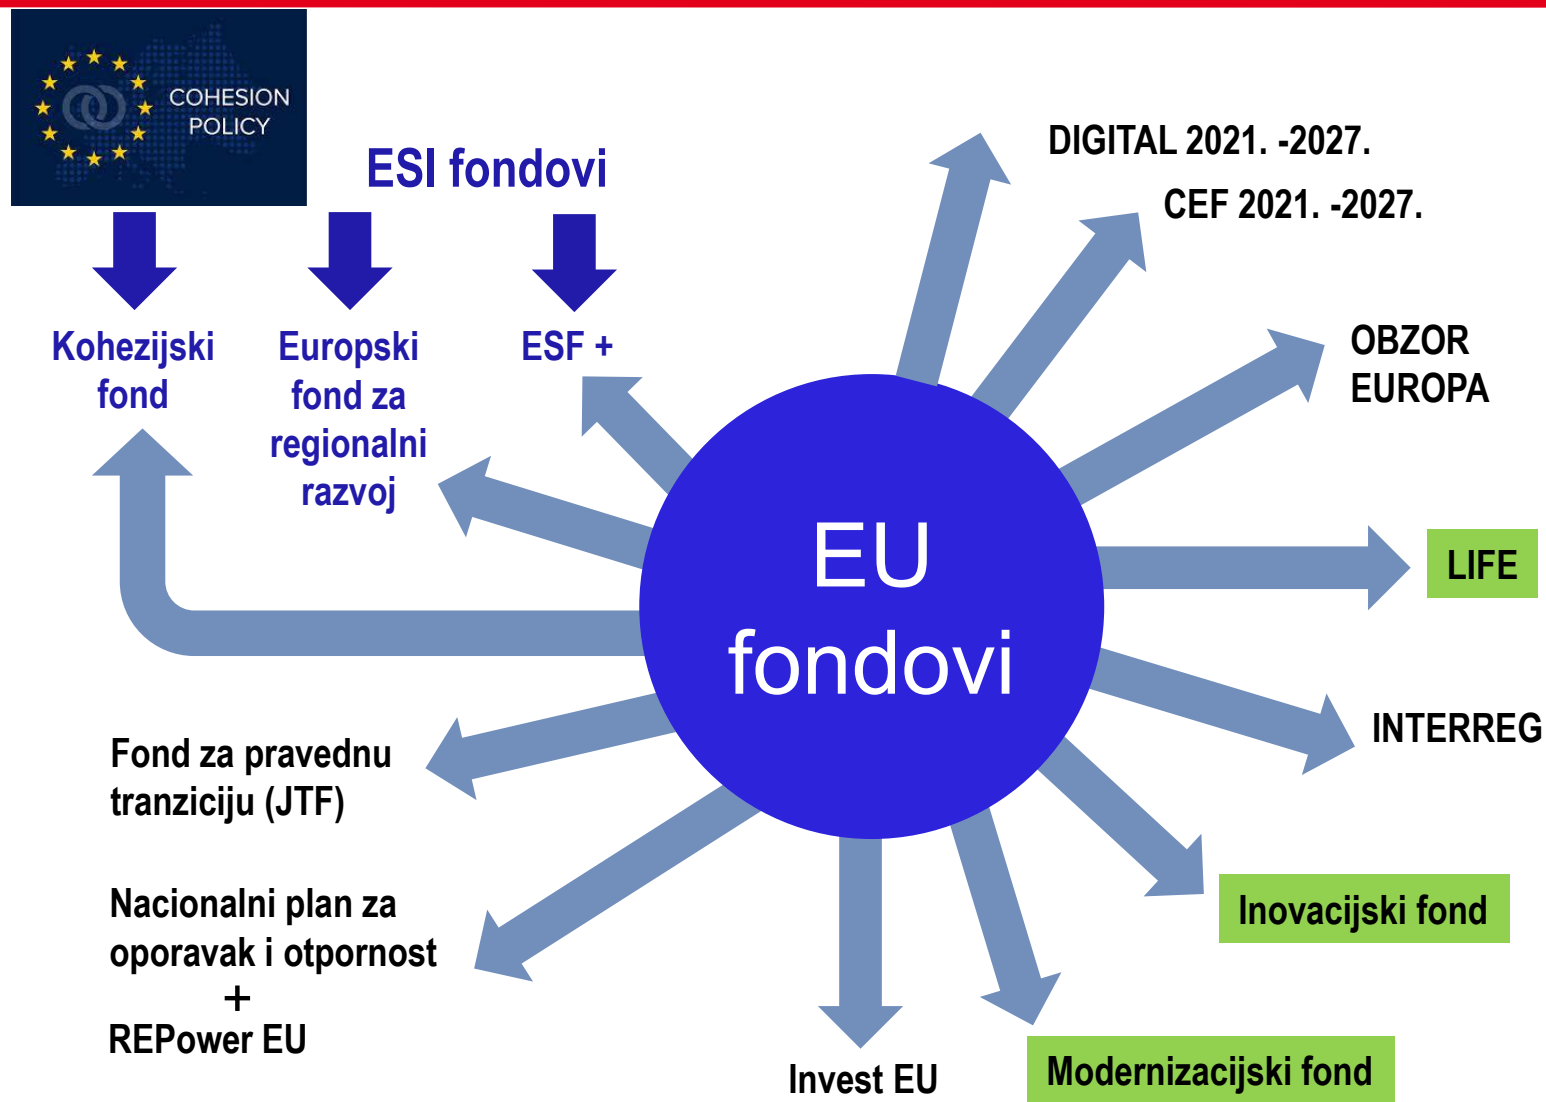 COHESION
POLICY
ESI fondovi
Kohezijski
fond
Europski
fond za
regionalni
razvoj
ESF +
DIGITAL 2021. -2027.
CEF 2021. -2027.
OBZOR
EUROPA
LIFE
INTERREG
Inovacijski fond
Modernizacijski fond
Invest EU
EU
fondovi
Fond za pravednu
tranziciju (JTF)
Nacionalni plan za
oporavak i otpornost
+
REPower EU